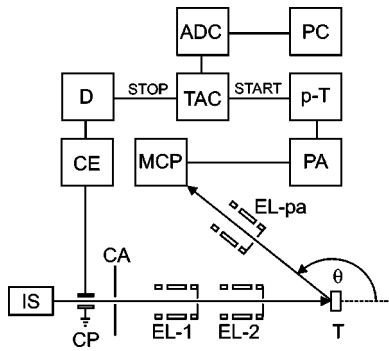 ADC PC
D STOP TAC START p-T
CE MCP PA
EL-pa
CA θ
IS
CP EL-1 EL-2 T